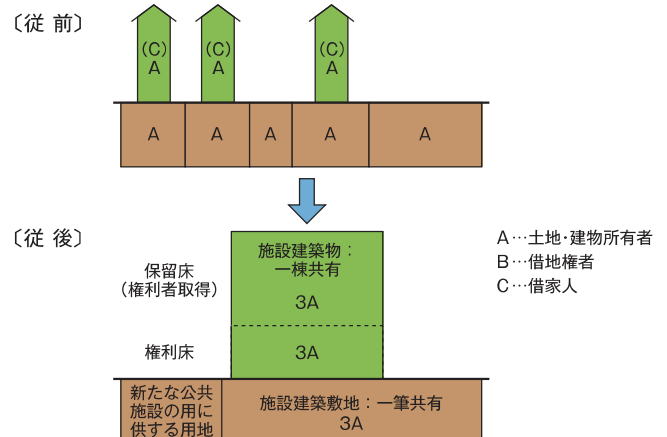 〔従 前〕
(C)
A
(C)
A
(C)
A
A
A
A
A
A
〔従 後〕
保留床
(権利者取得)
権利床
施設建築物：
一棟共有
3A
3A
A…土地・建物所有者
B…借地権者
C…借家人
新たな公共
施設の用に
供する用地
施設建築敷地：一筆共有
3A